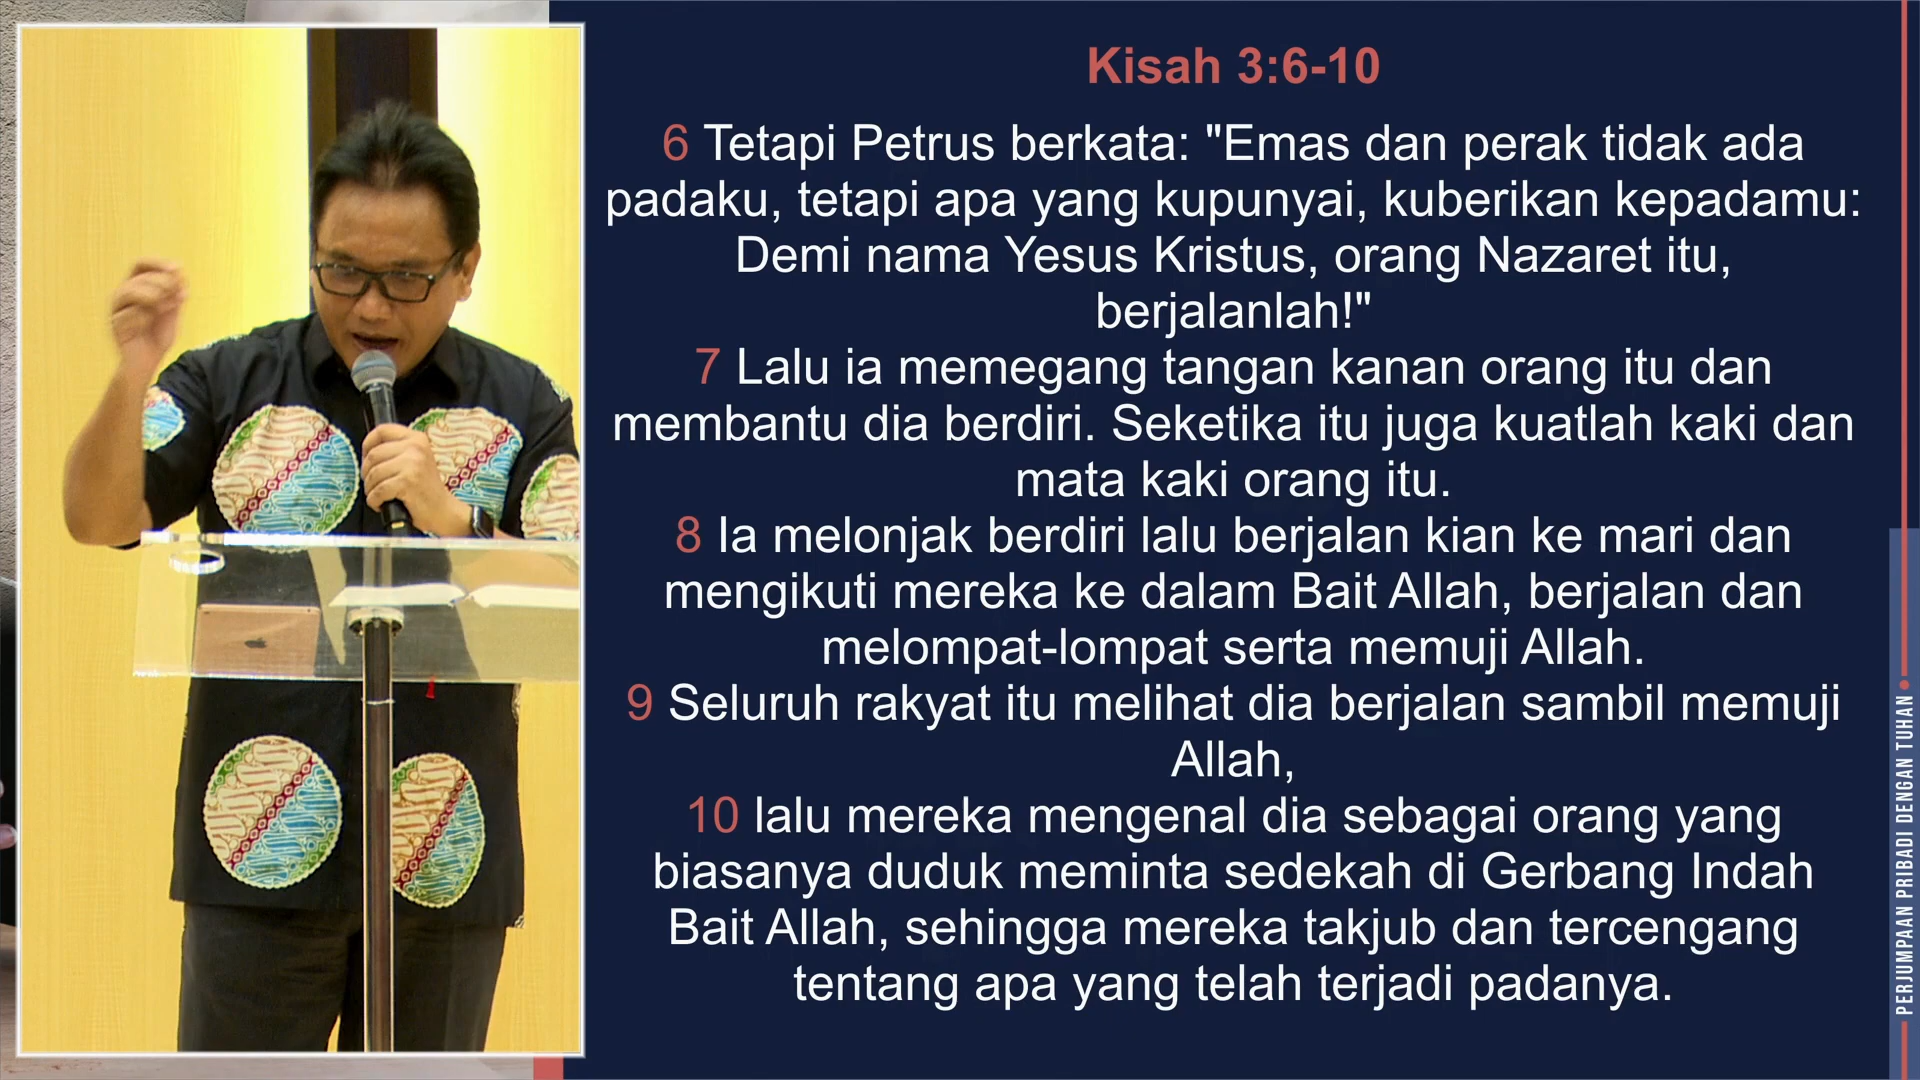 Kisah 3:6-10
6 Tetapi Petrus berkata: "Emas dan perak tidak ada
padaku, tetapi apa yang kupunyai, kuberikan kepadamu:
Demi nama Yesus Kristus, orang Nazaret itu,
berjalanlah!"
7 Lalu ia memegang tangan kanan orang itu dan
membantu dia berdiri. Seketika itu juga kuatlah kaki dan
mata kaki orang itu.
8 Ia melonjak berdiri lalu berjalan kian ke mari dan
mengikuti mereka ke dalam Bait Allah, berjalan dan
melompat-lompat serta memuji Allah.
9 Seluruh rakyat itu melihat dia berjalan sambil memuji
Allah,
10 lalu mereka mengenal dia sebagai orang yang
biasanya duduk meminta sedekah di Gerbang Indah
Bait Allah, sehingga mereka takjub dan tercengang
tentang apa yang telah terjadi padanya.
PERJUMPAAN PRIBADI DENGAN TUHAN